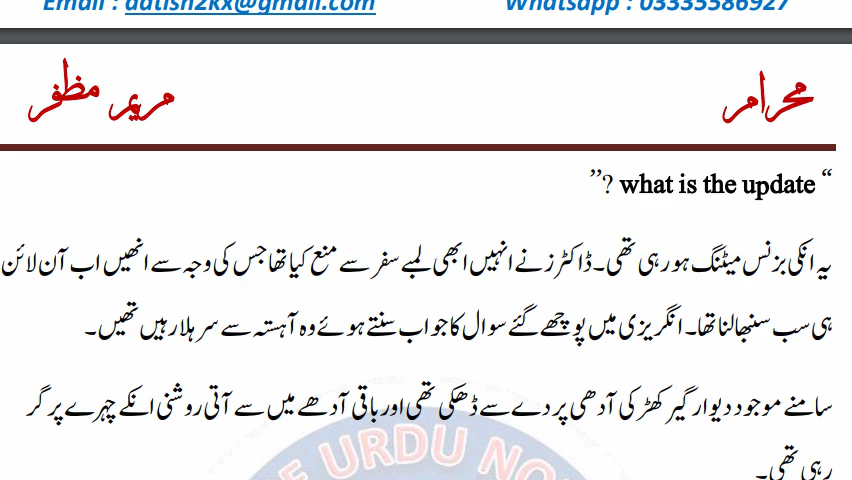 Email : aatish2kx@gmail.com Whatsapp : 03335586927
محرام مریم مظفر
“ what is the update ?”
یہ انکی بزنس میٹنگ ہو رہی تھی۔ ڈاکٹرز نے انہیں ابھی لمبے سفر سے منع کیا تھا جس کی وجہ سے انھیں اب آن لائن
ہی سب سنبھالنا تھا۔ انگریزی میں پوچھے گئے سوال کا جواب سنتے ہوئے وہ آہستہ سے سر ہلا رہیں تھیں۔
سامنے موجود دیوار گیر کھڑکی آدھی پردے سے ڈھکی تھی اور باقی آدھے میں سے آتی روشنی انکے چہرے پر گر
رہی تھی۔
E URDU NO